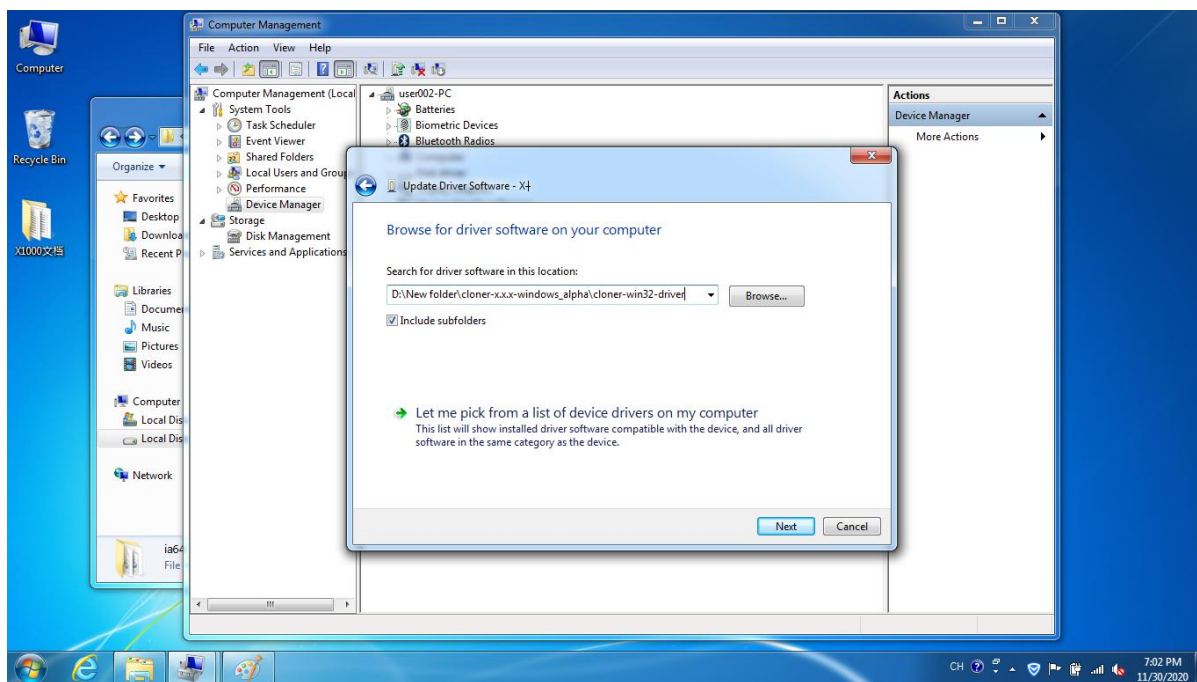 Computer
Recycle Bin
X1000文档
Organize
Favorites
Desktop
Downloa
Recent P
Libraries
Documen
Music
Pictures
Videos
Computer
Local Dis
Local Dis
Network
ia64
File
Computer Management
File Action View Help
Computer Management (Local
System Tools
Task Scheduler
Event Viewer
Shared Folders
Local Users and Group
Performance
Device Manager
Storage
Disk Management
Services and Applications
user002-PC
Batteries
Biometric Devices
Bluetooth Radios
Actions
Device Manager
More Actions
Update Driver Software - X
Browse for driver software on your computer
Search for driver software in this location:
D:\New folder\cloner-x.x.x-windows_alpha\cloner-win32-driver
Browse...
Include subfolders
Let me pick from a list of device drivers on my computer
This list will show installed driver software compatible with the device, and all driver
software in the same category as the device.
Next Cancel
CH
7:02 PM
11/30/2020